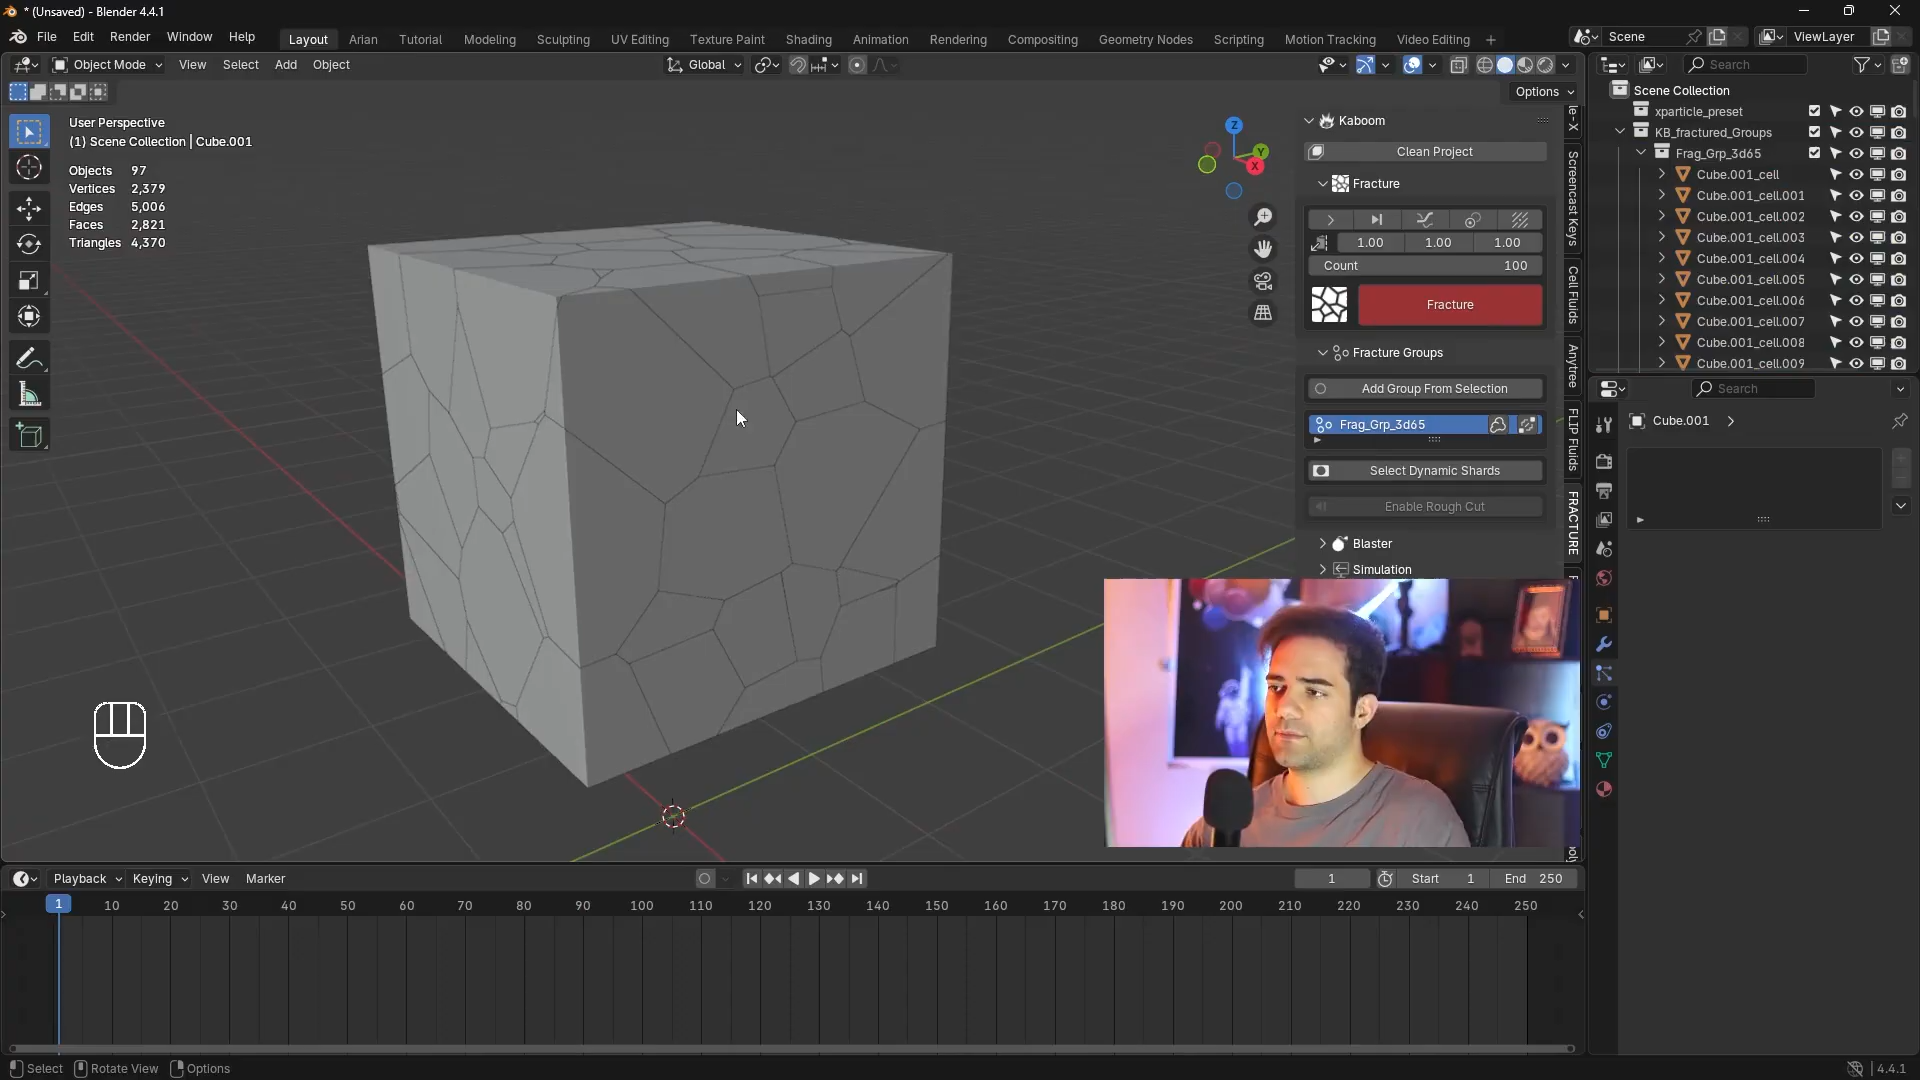 * (Unsaved) - Blender 4.4.1
File Edit Render Window Help Layout Arian Tutorial Modeling Sculpting UV Editing Texture Paint Shading Animation Rendering Compositing Geometry Nodes Scripting Motion Tracking Video Editing + Scene ViewLayer
Object Mode View Select Add Object Global Search
Options
User Perspective
(1) Scene Collection | Cube.001
Objects 97
Vertices 2,379
Edges 5,006
Faces 2,821
Triangles 4,370
Z
Y
X
Kaboom
Clean Project
Fracture
1.00 1.00 1.00
Count 100
Fracture
Fracture Groups
Add Group From Selection
Frag_Grp_3d65
Select Dynamic Shards
Enable Rough Cut
Blaster
Simulation
le - X
Screencast Keys
Cell Fluids
Anytree
FLIP Fluids
FRACTURE
Scene Collection
xparticle_preset
KB_fractured_Groups
Frag_Grp_3d65
Cube.001_cell
Cube.001_cell.001
Cube.001_cell.002
Cube.001_cell.003
Cube.001_cell.004
Cube.001_cell.005
Cube.001_cell.006
Cube.001_cell.007
Cube.001_cell.008
Cube.001_cell.009
Search
Cube.001
Playback Keying View Marker 1 Start 1 End 250
1 10 20 30 40 50 60 70 80 90 100 110 120 130 140 150 160 170 180 190 200 210 220 230 240 250
Select Rotate View Options 4.4.1